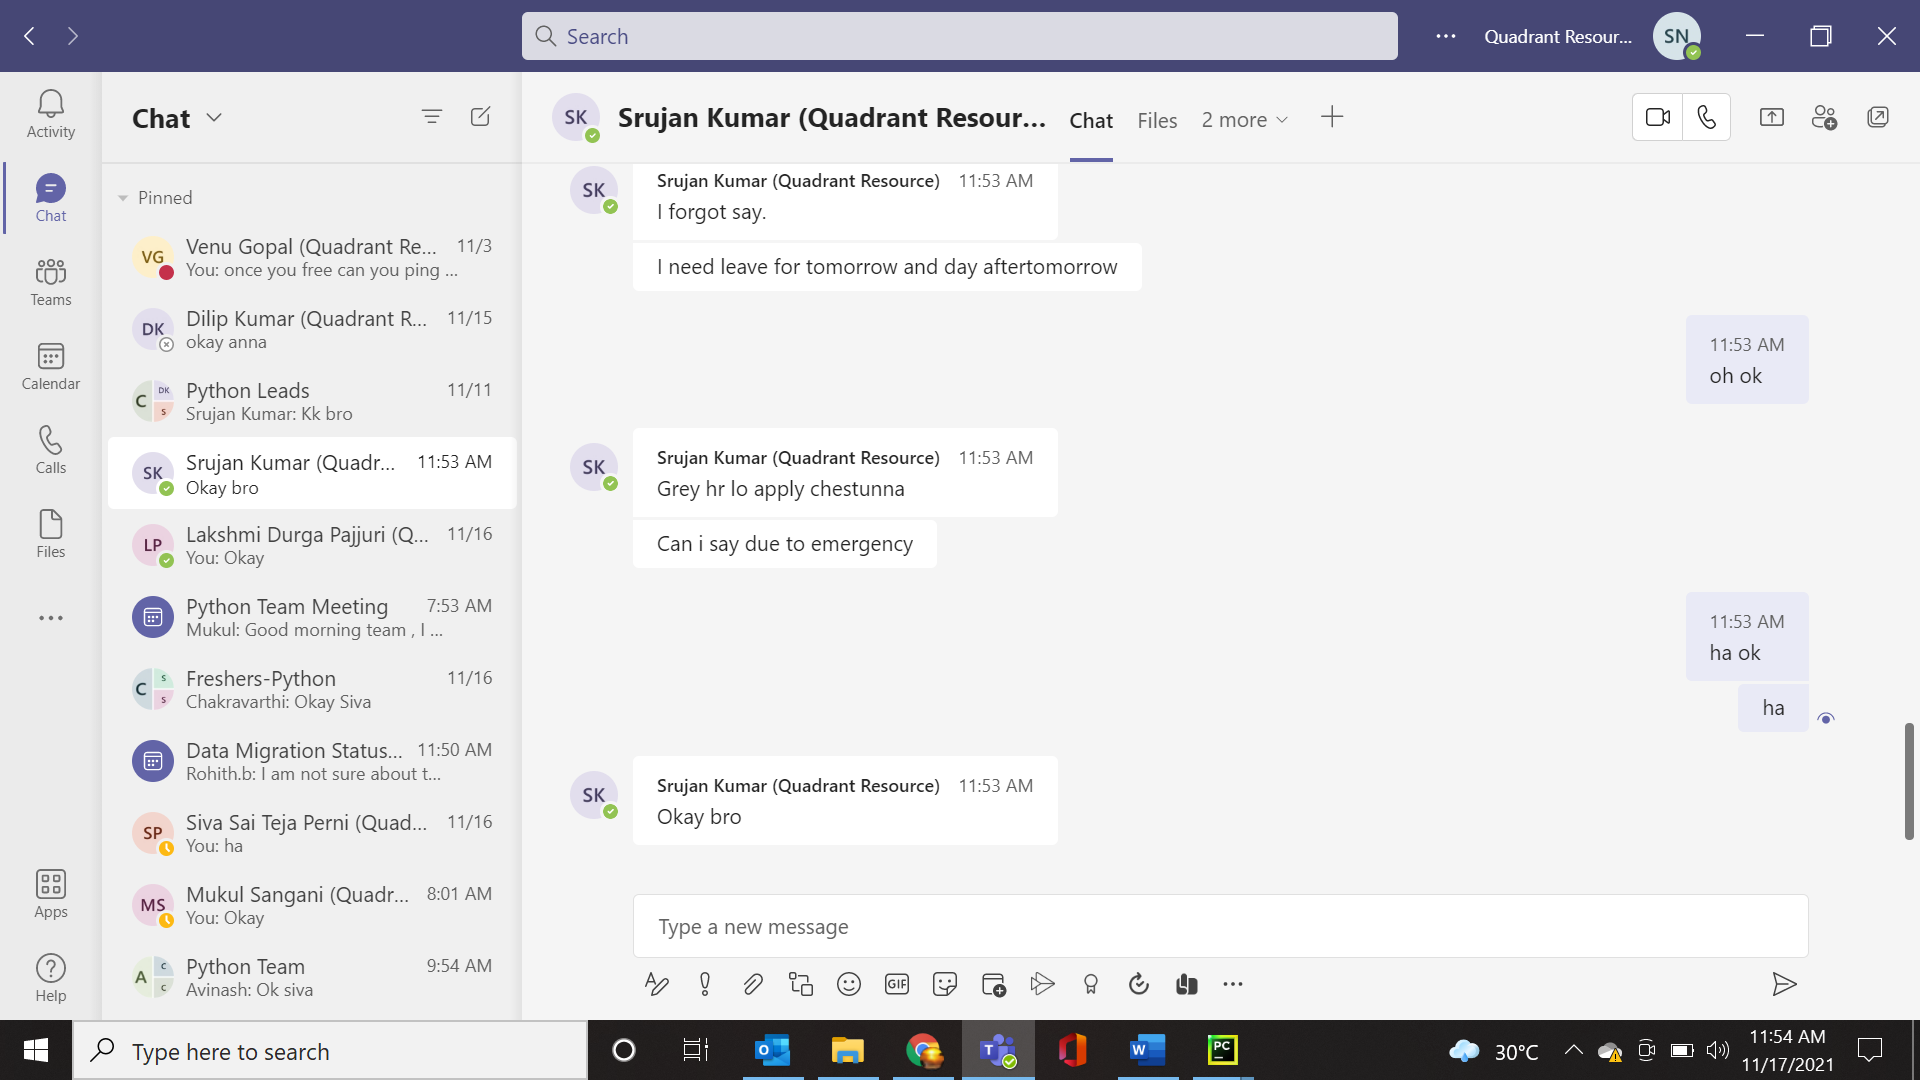 Search
Quadrant Resour...
SN
Activity
Chat
Teams
Calendar
Calls
Files
Apps
Help
Chat
Pinned
VG
Venu Gopal (Quadrant Re...
11/3
You: once you free can you ping ...
DK
Dilip Kumar (Quadrant R...
11/15
okay anna
C
DK
S
Python Leads
11/11
Srujan Kumar: Kk bro
SK
Srujan Kumar (Quadr...
11:53 AM
Okay bro
LP
Lakshmi Durga Pajjuri (Q...
11/16
You: Okay
Python Team Meeting
7:53 AM
Mukul: Good morning team , I ...
C
S
S
Freshers-Python
11/16
Chakravarthi: Okay Siva
Data Migration Status...
11:50 AM
Rohith.b: I am not sure about t...
SP
Siva Sai Teja Perni (Quad...
11/16
You: ha
MS
Mukul Sangani (Quadr...
8:01 AM
You: Okay
A
C
C
Python Team
9:54 AM
Avinash: Ok siva
SK
Srujan Kumar (Quadrant Resour...
Chat
Files
2 more
SK
Srujan Kumar (Quadrant Resource)
11:53 AM
I forgot say.
I need leave for tomorrow and day aftertomorrow
11:53 AM
oh ok
SK
Srujan Kumar (Quadrant Resource)
11:53 AM
Grey hr lo apply chestunna
Can i say due to emergency
11:53 AM
ha ok
ha
SK
Srujan Kumar (Quadrant Resource)
11:53 AM
Okay bro
Type a new message
GIF
Type here to search
O
T
W
PC
30°C
11:54 AM
11/17/2021